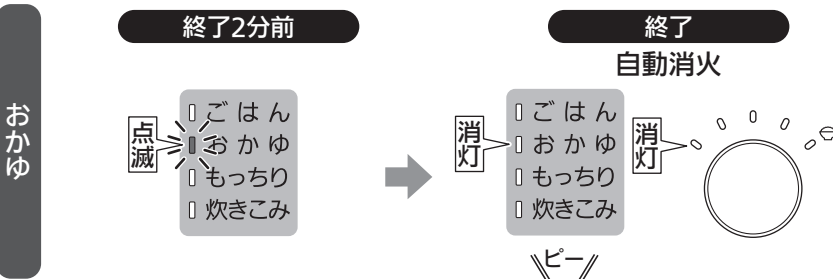 おかゆ
終了2分前
点滅
ごはん
おかゆ
もっちり
炊きこみ
終了
自動消火
消灯
ごはん
おかゆ
もっちり
炊きこみ
消灯
ピー